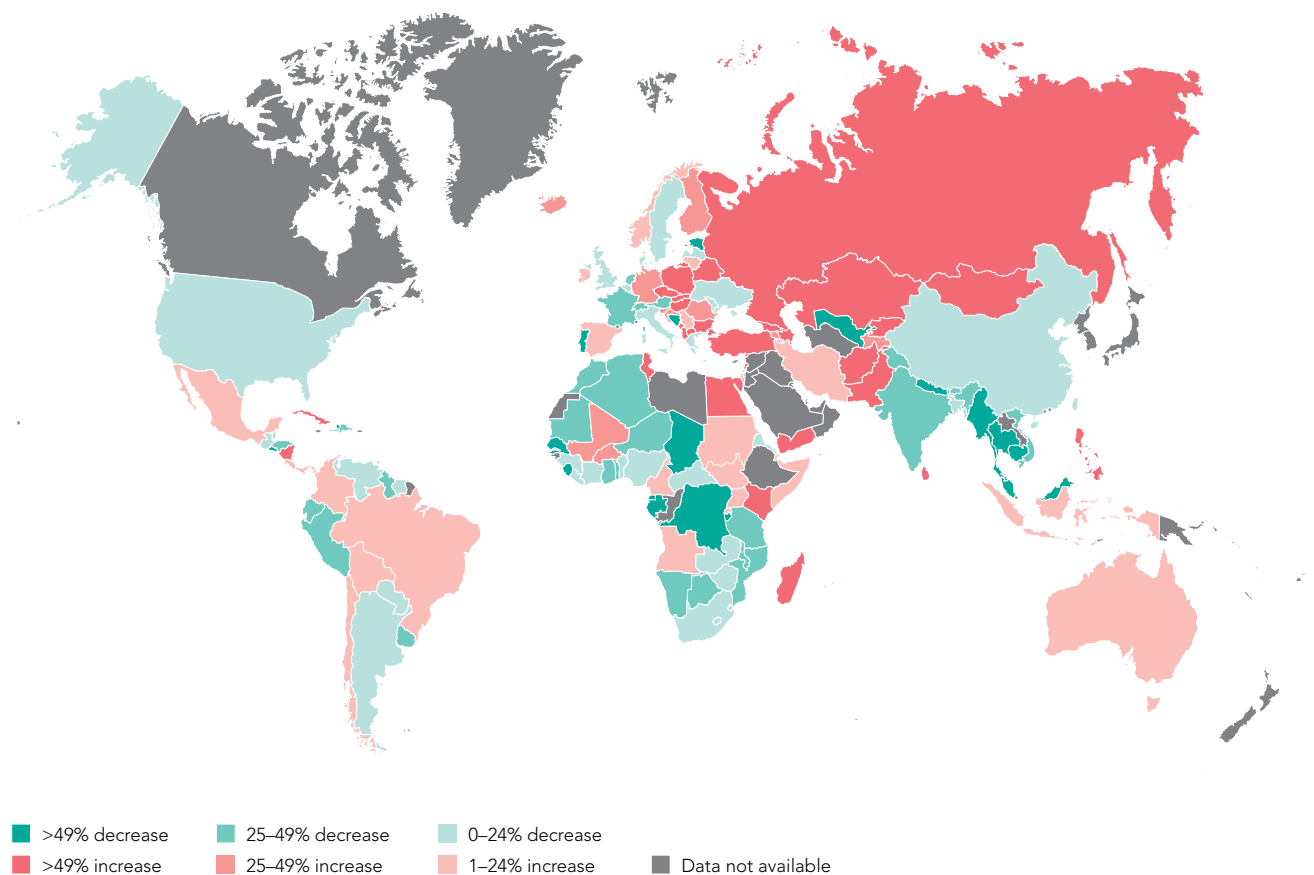 >49% decrease 25–49% decrease 0–24% decrease
>49% increase 25–49% increase 1–24% increase Data not available